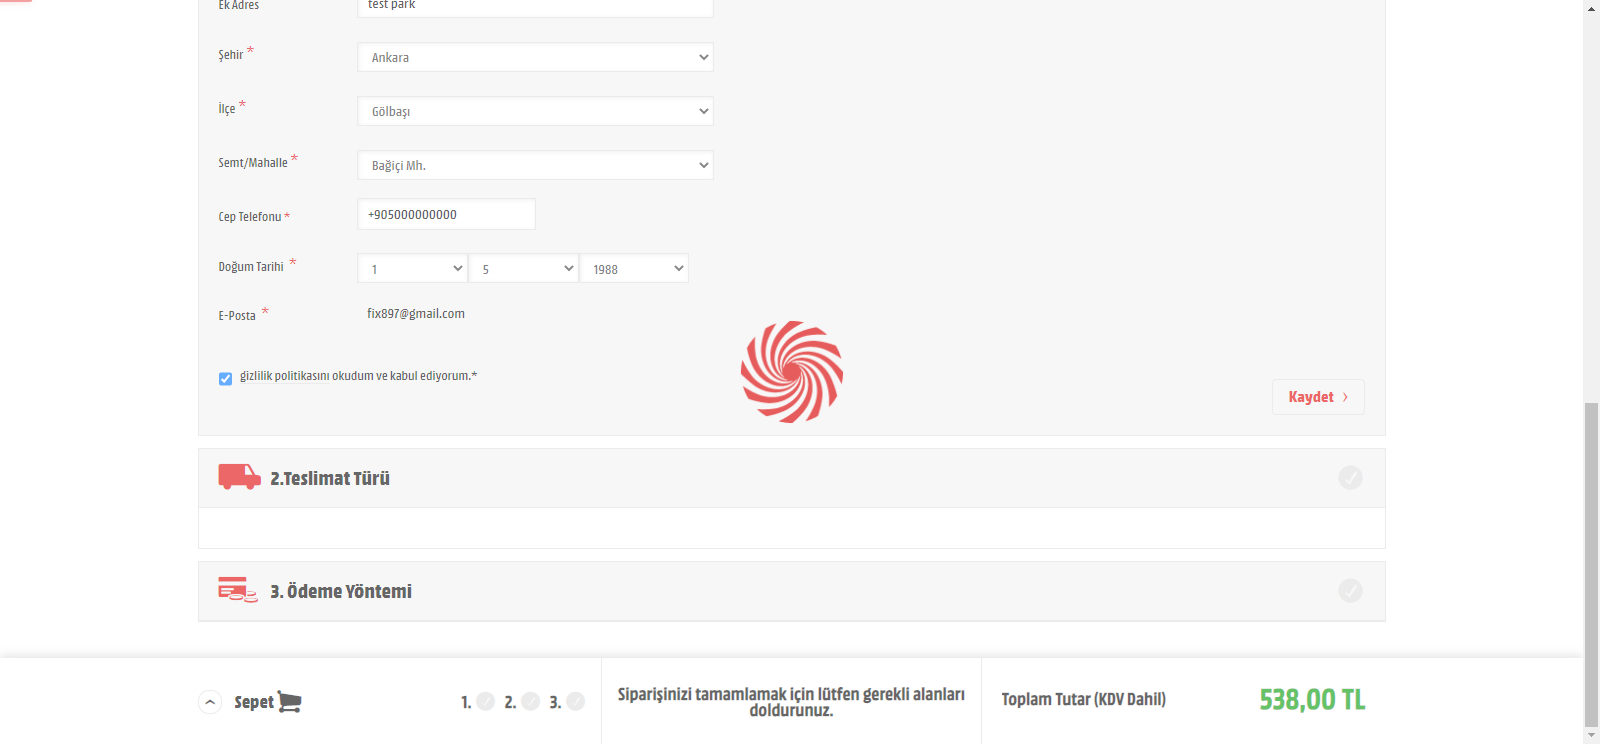 Ek Adres
test park
Şehir *
Ankara
İlçe *
Gölbaşı
Semt/Mahalle *
Bağiçi Mh.
Cep Telefonu *
+905000000000
Doğum Tarihi *
1 5 1988
E-Posta *
fix897@gmail.com
gizlilik politikasını okudum ve kabul ediyorum.*
Kaydet
2.Teslimat Türü
3. Ödeme Yöntemi
Sepet
1. 2. 3.
Siparişinizi tamamlamak için lütfen gerekli alanları
doldurunuz.
Toplam Tutar (KDV Dahil)
538,00 TL